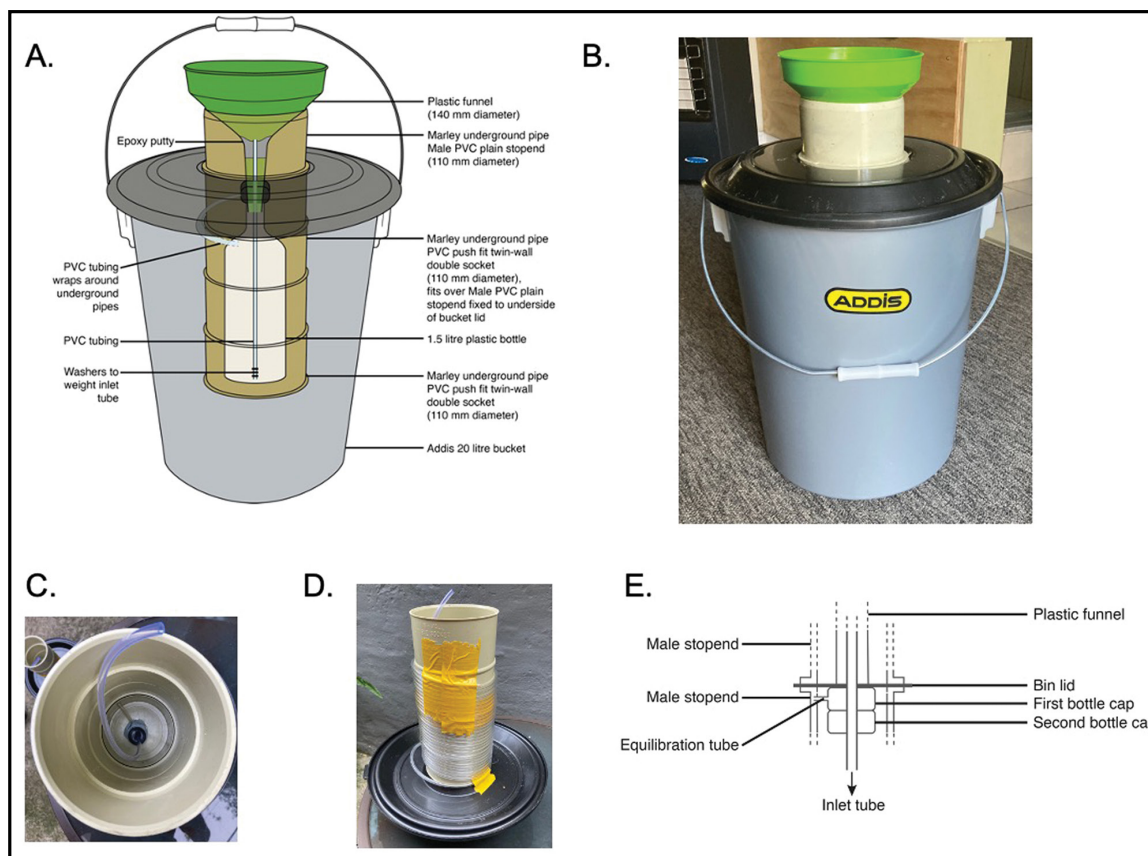 A.
Plastic funnel
(140 mm diameter)
Epoxy putty
Marley underground pipe
Male PVC plain stopend
(110 mm diameter)
PVC tubing
wraps around
underground
pipes
Marley underground pipe
PVC push fit twin-wall
double socket
(110 mm diameter),
fits over Male PVC plain
stopend fixed to underside
of bucket lid
PVC tubing
1.5 litre plastic bottle
Washers to
weight inlet
tube
Marley underground pipe
PVC push fit twin-wall
double socket
(110 mm diameter)
Addis 20 litre bucket
B.
ADDIS
C.
D.
E.
Plastic funnel
Male stopend
Bin lid
Male stopend
First bottle cap
Second bottle ca
Equilibration tube
Inlet tube